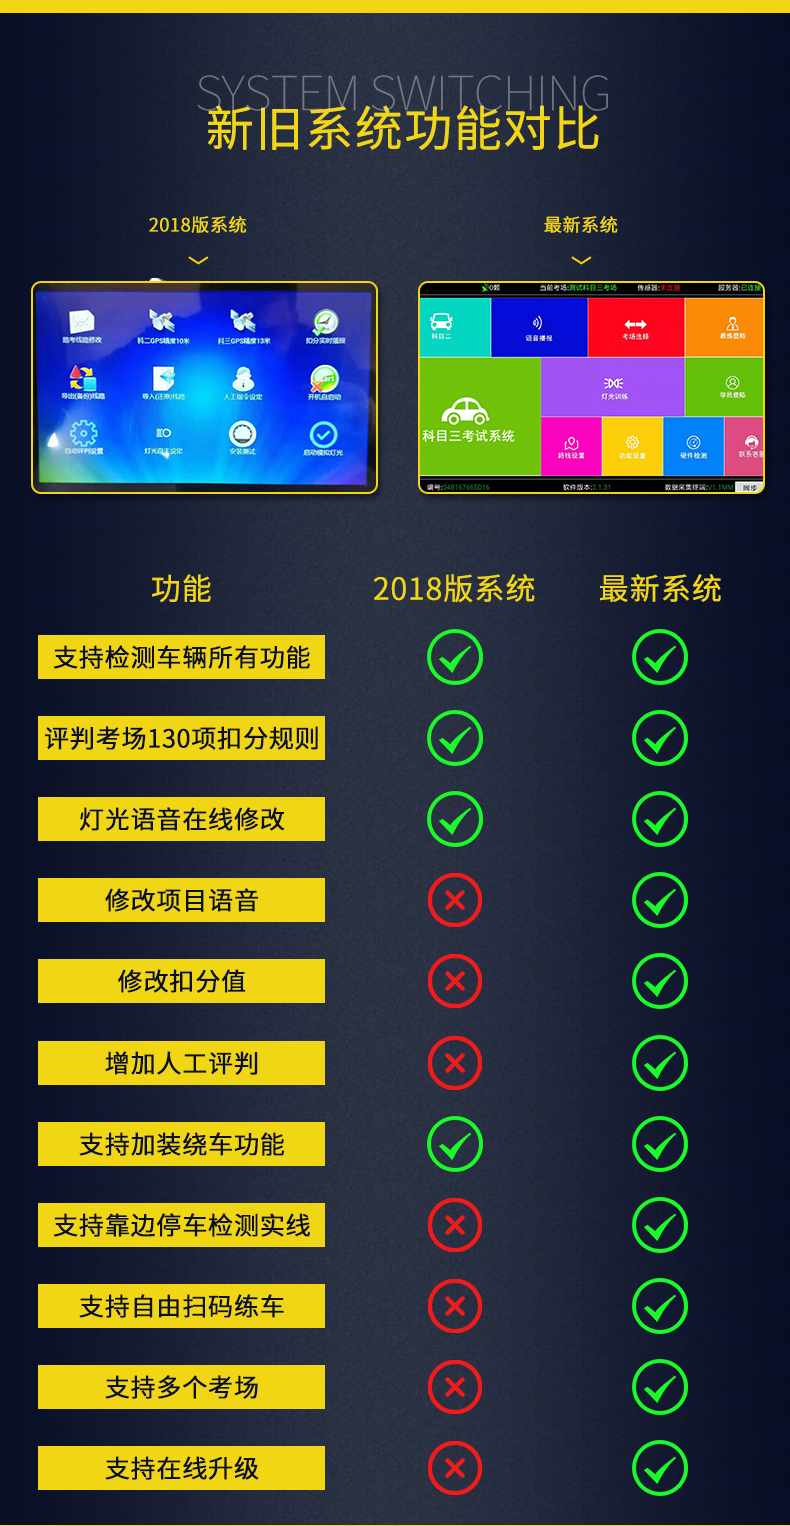 SYSTEM SWITCHING
新旧系统功能对比
2018版系统
最新系统
路考线路修改
科二GPS精度10米
科三GPS精度13米
扣分实时播报
导出(备份)线路
导入(还原)线路
人工指令设定
开机自启动
自动评判设置
灯光自主设定
安装测试
启动模拟灯光
0颗
当前考场:测试科目三考场
传感器:未连接
服务器:已连接
科目二
语音播报
考场选择
教练登陆
科目三考试系统
灯光训练
学员登陆
路线设置
功能设置
硬件检测
联系客服
编号:048167665D16
软件版本:2.1.31
数据采集终端:V1.1MM
同步
功能
2018版系统
最新系统
支持检测车辆所有功能
评判考场130项扣分规则
灯光语音在线修改
修改项目语音
修改扣分值
增加人工评判
支持加装绕车功能
支持靠边停车检测实线
支持自由扫码练车
支持多个考场
支持在线升级